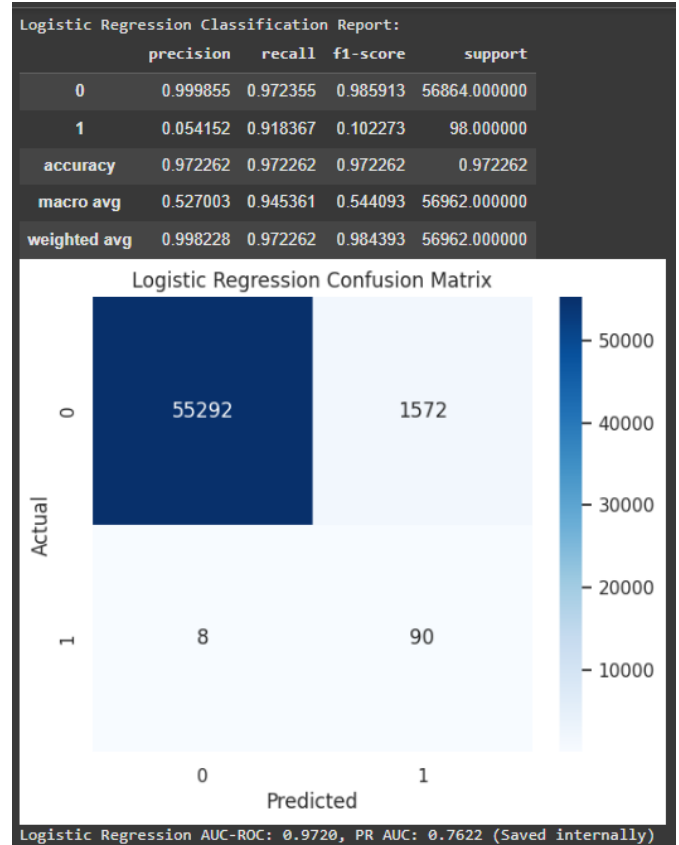 Logistic Regression Classification Report:
precision recall f1-score support
0 0.999855 0.972355 0.985913 56864.000000
1 0.054152 0.918367 0.102273 98.000000
accuracy 0.972262 0.972262 0.972262 0.972262
macro avg 0.527003 0.945361 0.544093 56962.000000
weighted avg 0.998228 0.972262 0.984393 56962.000000
Logistic Regression Confusion Matrix
Actual
0
1
55292 1572
8 90
0 1
Predicted
50000
40000
30000
20000
10000
Logistic Regression AUC-ROC: 0.9720, PR AUC: 0.7622 (Saved internally)